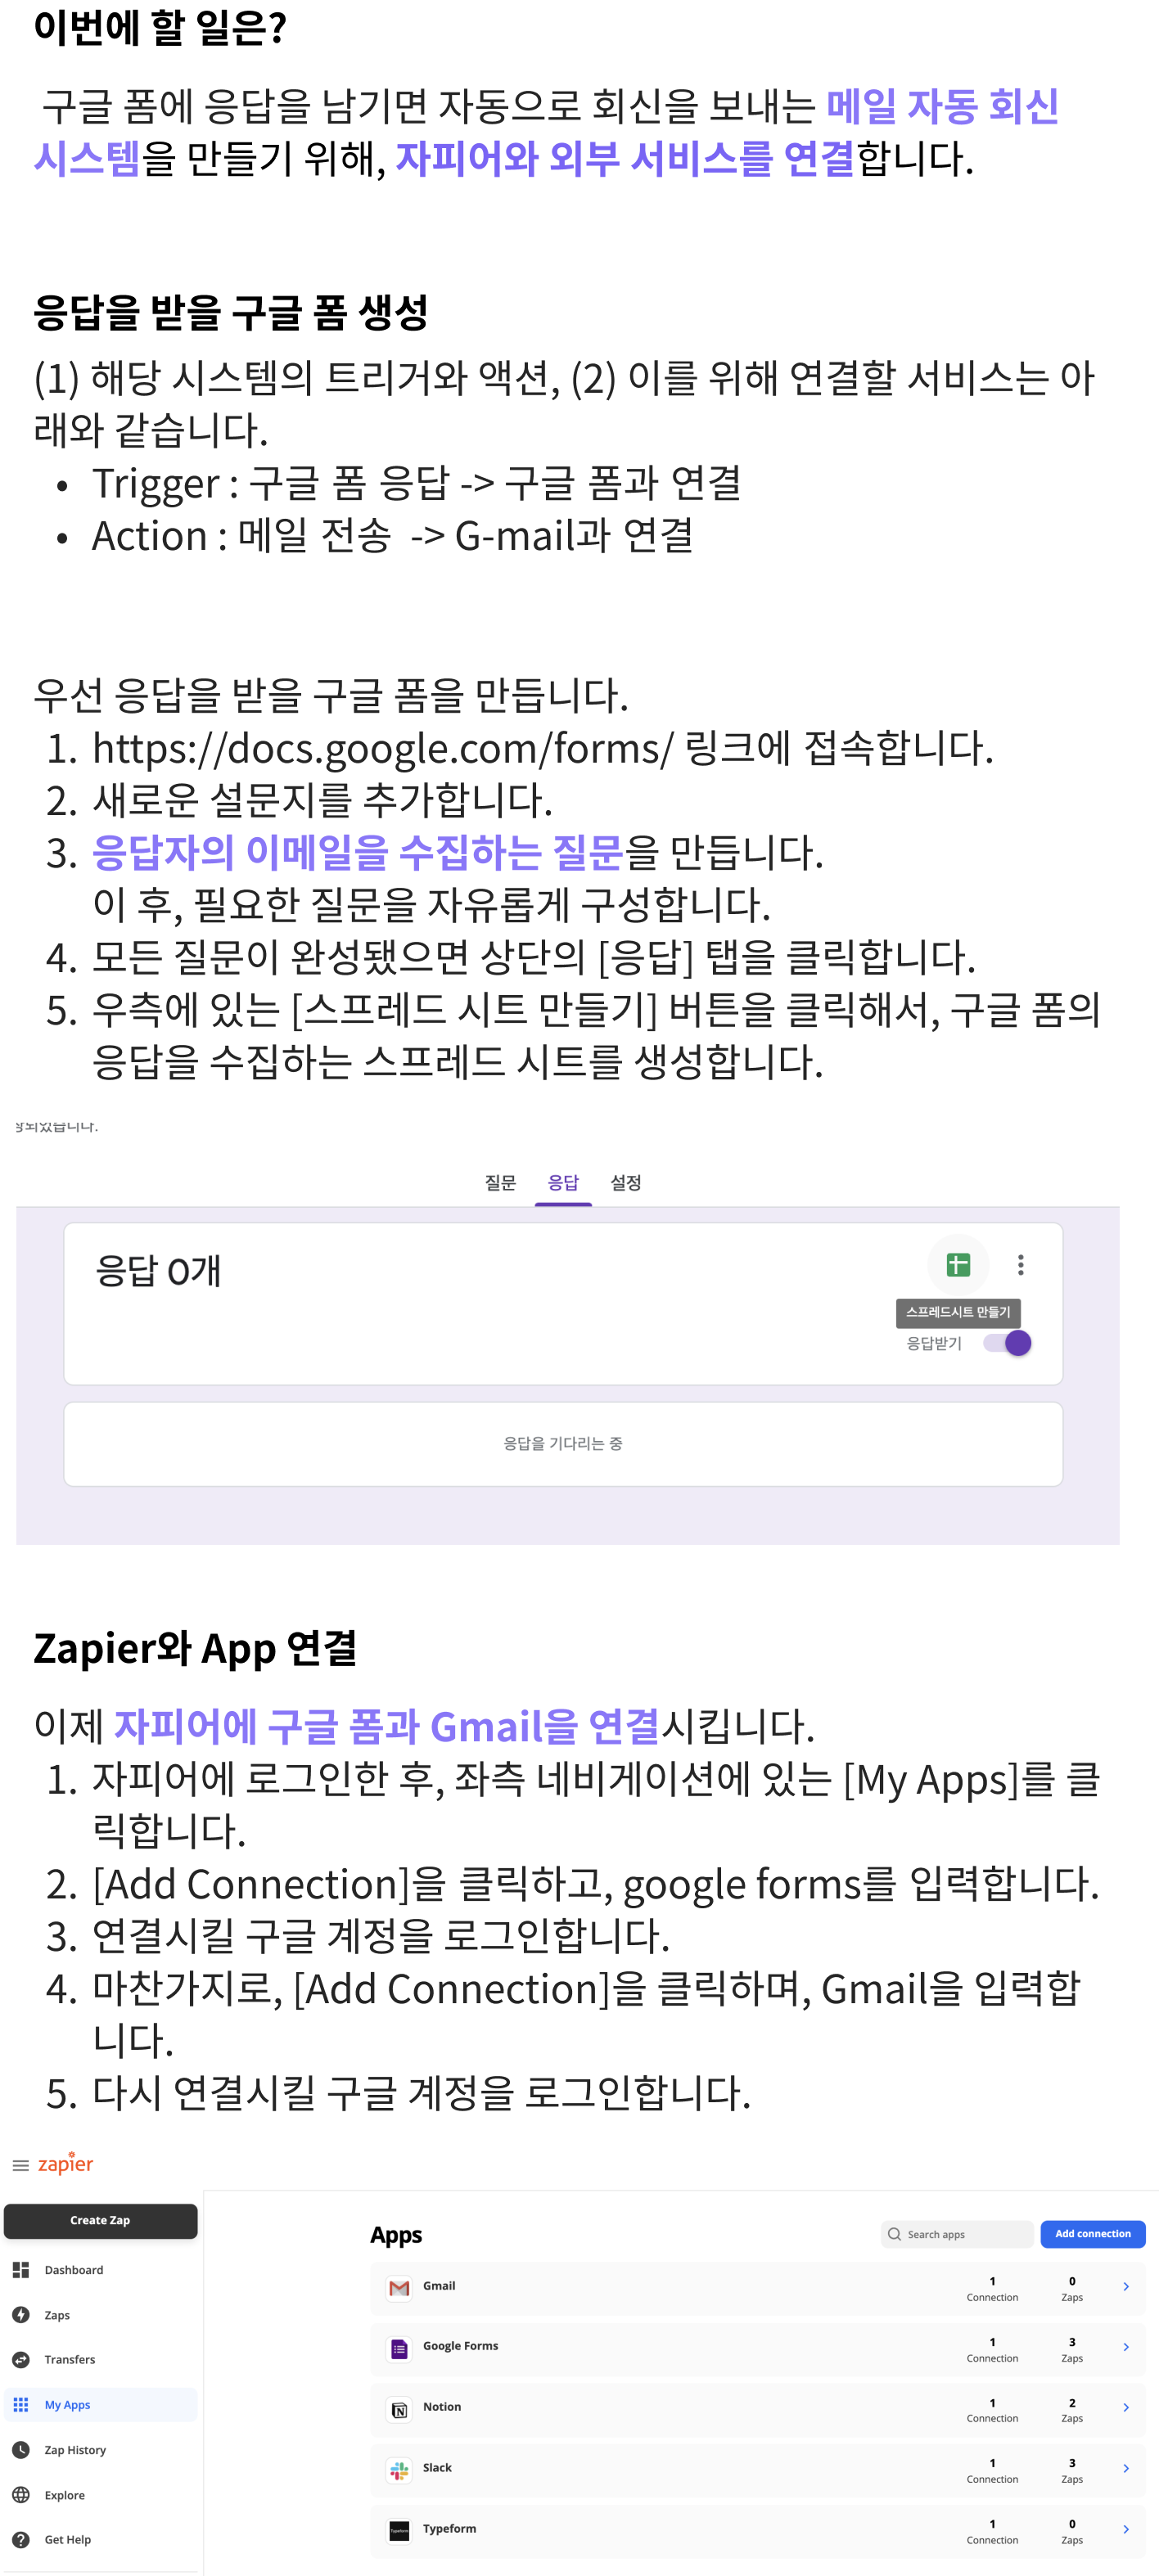 이번에 할 일은?
구글 폼에 응답을 남기면 자동으로 회신을 보내는 메일 자동 회신
시스템을 만들기 위해, 자피어와 외부 서비스를 연결합니다.
응답을 받을 구글 폼 생성
(1) 해당 시스템의 트리거와 액션, (2) 이를 위해 연결할 서비스는 아
래와 같습니다.
• Trigger : 구글 폼 응답 -> 구글 폼과 연결
• Action : 메일 전송 -> G-mail과 연결
우선 응답을 받을 구글 폼을 만듭니다.
1. https://docs.google.com/forms/ 링크에 접속합니다.
2. 새로운 설문지를 추가합니다.
3. 응답자의 이메일을 수집하는 질문을 만듭니다.
이 후, 필요한 질문을 자유롭게 구성합니다.
4. 모든 질문이 완성됐으면 상단의 [응답] 탭을 클릭합니다.
5. 우측에 있는 [스프레드 시트 만들기] 버튼을 클릭해서, 구글 폼의
응답을 수집하는 스프레드 시트를 생성합니다.
되었습니다.
질문 응답 설정
응답 0개
스프레드시트 만들기
응답받기
응답을 기다리는 중
Zapier와 App 연결
이제 자피어에 구글 폼과 Gmail을 연결시킵니다.
1. 자피어에 로그인한 후, 좌측 네비게이션에 있는 [My Apps]를 클
릭합니다.
2. [Add Connection]을 클릭하고, google forms를 입력합니다.
3. 연결시킬 구글 계정을 로그인합니다.
4. 마찬가지로, [Add Connection]을 클릭하며, Gmail을 입력합
니다.
5. 다시 연결시킬 구글 계정을 로그인합니다.
zapier
Create Zap
Dashboard
Zaps
Transfers
My Apps
Zap History
Explore
Get Help
Apps
Search apps
Add connection
Gmail
1 0
Connection Zaps
Google Forms
1 3
Connection Zaps
Notion
1 2
Connection Zaps
Slack
1 3
Connection Zaps
Typeform
Typeform
1 0
Connection Zaps